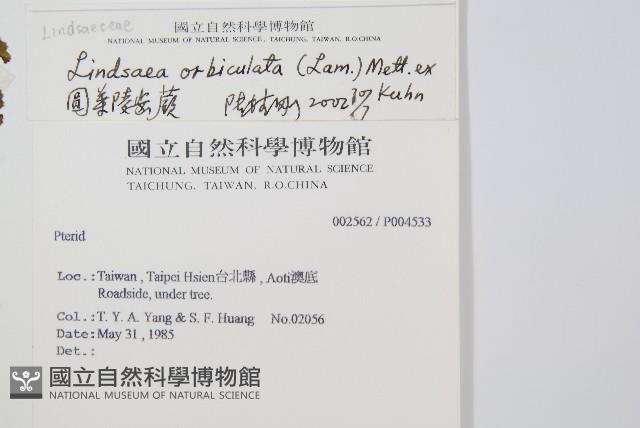 Lindsaeaceae
國立自然科學博物館
NATIONAL MUSEUM OF NATURAL SCIENCE, TAICHUNG, TAIWAN, R.O.CHINA
Lindsaea orbiculata (Lam.) Mett. ex
圓葉陵齒蕨 2002 Kuhn
國立自然科學博物館
NATIONAL MUSEUM OF NATURAL SCIENCE
TAICHUNG, TAIWAN, R.O.CHINA
002562 / P004533
Pterid
Loc.: Taiwan, Taipei Hsien台北縣, Aoti澳底
Roadside, under tree.
Col.: T. Y. A. Yang & S. F. Huang No.02056
Date: May 31, 1985
Det.:
國立自然科學博物館
NATIONAL MUSEUM OF NATURAL SCIENCE